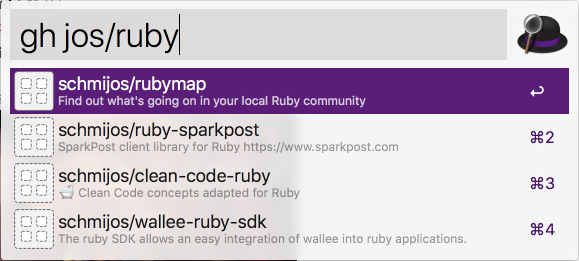 gh jos/ruby
schmijos/rubymap
Find out what's going on in your local Ruby community
↩
schmijos/ruby-sparkpost
SparkPost client library for Ruby https://www.sparkpost.com
⌘2
schmijos/clean-code-ruby
🛁 Clean Code concepts adapted for Ruby
⌘3
schmijos/wallee-ruby-sdk
The ruby SDK allows an easy integration of wallee into ruby applications.
⌘4